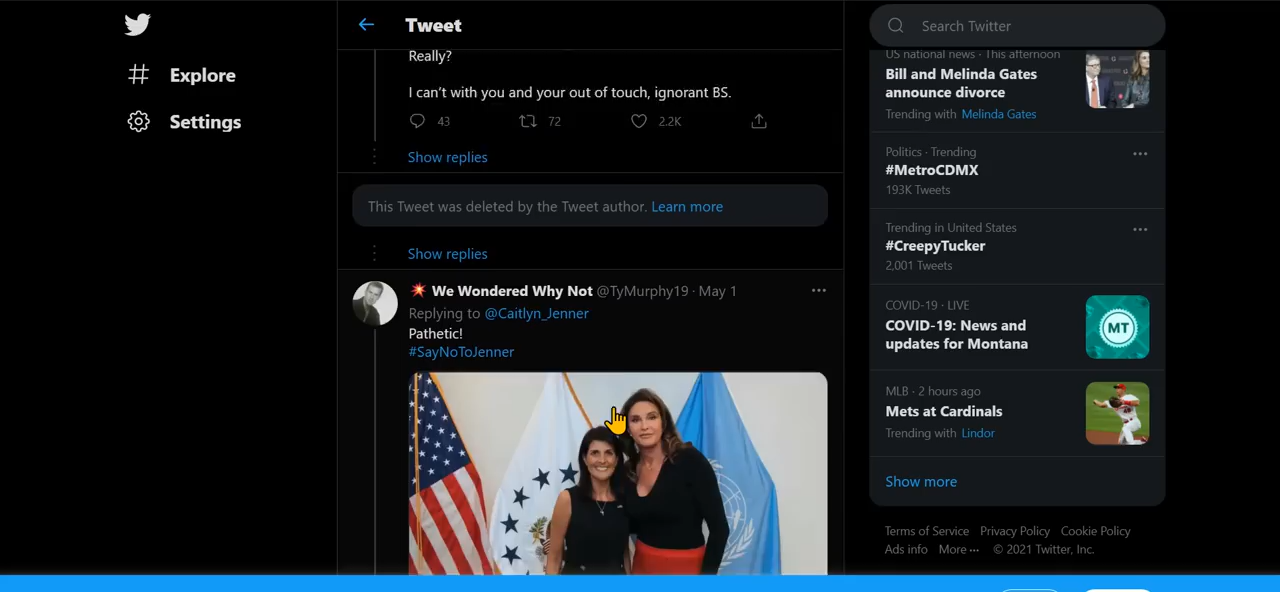 Explore
Settings
Tweet
Really?
I can't with you and your out of touch, ignorant BS.
43 72 2.2K
Show replies
This Tweet was deleted by the Tweet author. Learn more
Show replies
We Wondered Why Not @TyMurphy19 · May 1
Replying to @Caitlyn_Jenner
Pathetic!
#SayNoToJenner
Search Twitter
US national news · This afternoon
Bill and Melinda Gates
announce divorce
Trending with Melinda Gates
Politics · Trending
#MetroCDMX
193K Tweets
Trending in United States
#CreepyTucker
2,001 Tweets
COVID-19 · LIVE
COVID-19: News and
updates for Montana
MT
MLB · 2 hours ago
Mets at Cardinals
Trending with Lindor
Show more
Terms of Service Privacy Policy Cookie Policy
Ads info More ··· © 2021 Twitter, Inc.